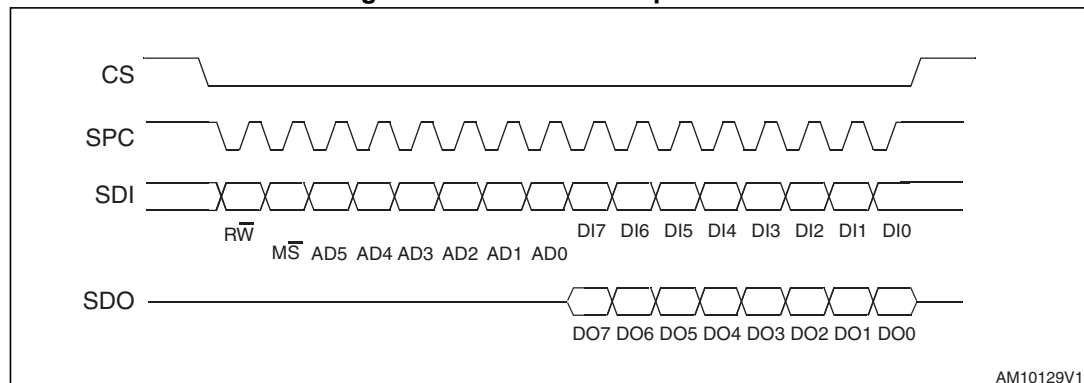 CS
SPC
SDI
DI7 DI6 DI5 DI4 DI3 DI2 DI1 DI0
RW̅
MS̅ AD5 AD4 AD3 AD2 AD1 AD0
SDO
DO7 DO6 DO5 DO4 DO3 DO2 DO1 DO0
AM10129V1